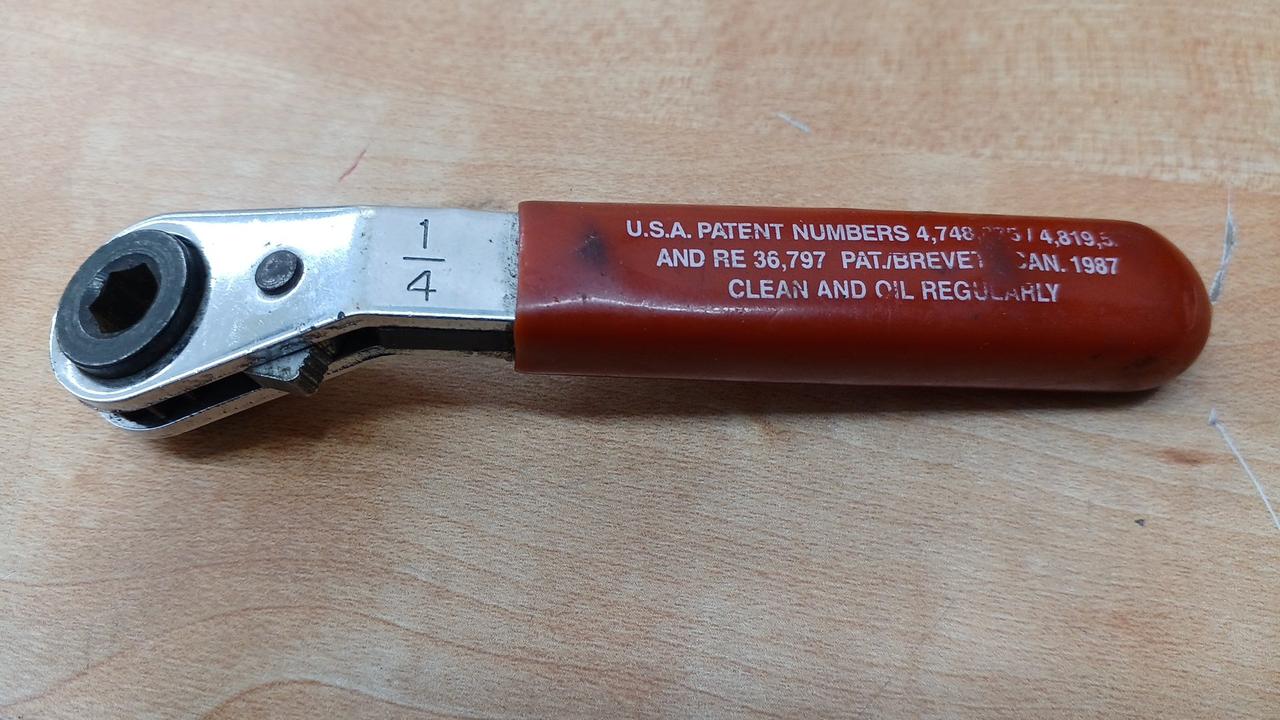 1
4
U.S.A. PATENT NUMBERS / 
AND RE 36,797 PAT./BREVET CAN. 1987
CLEAN AND OIL REGULARLY